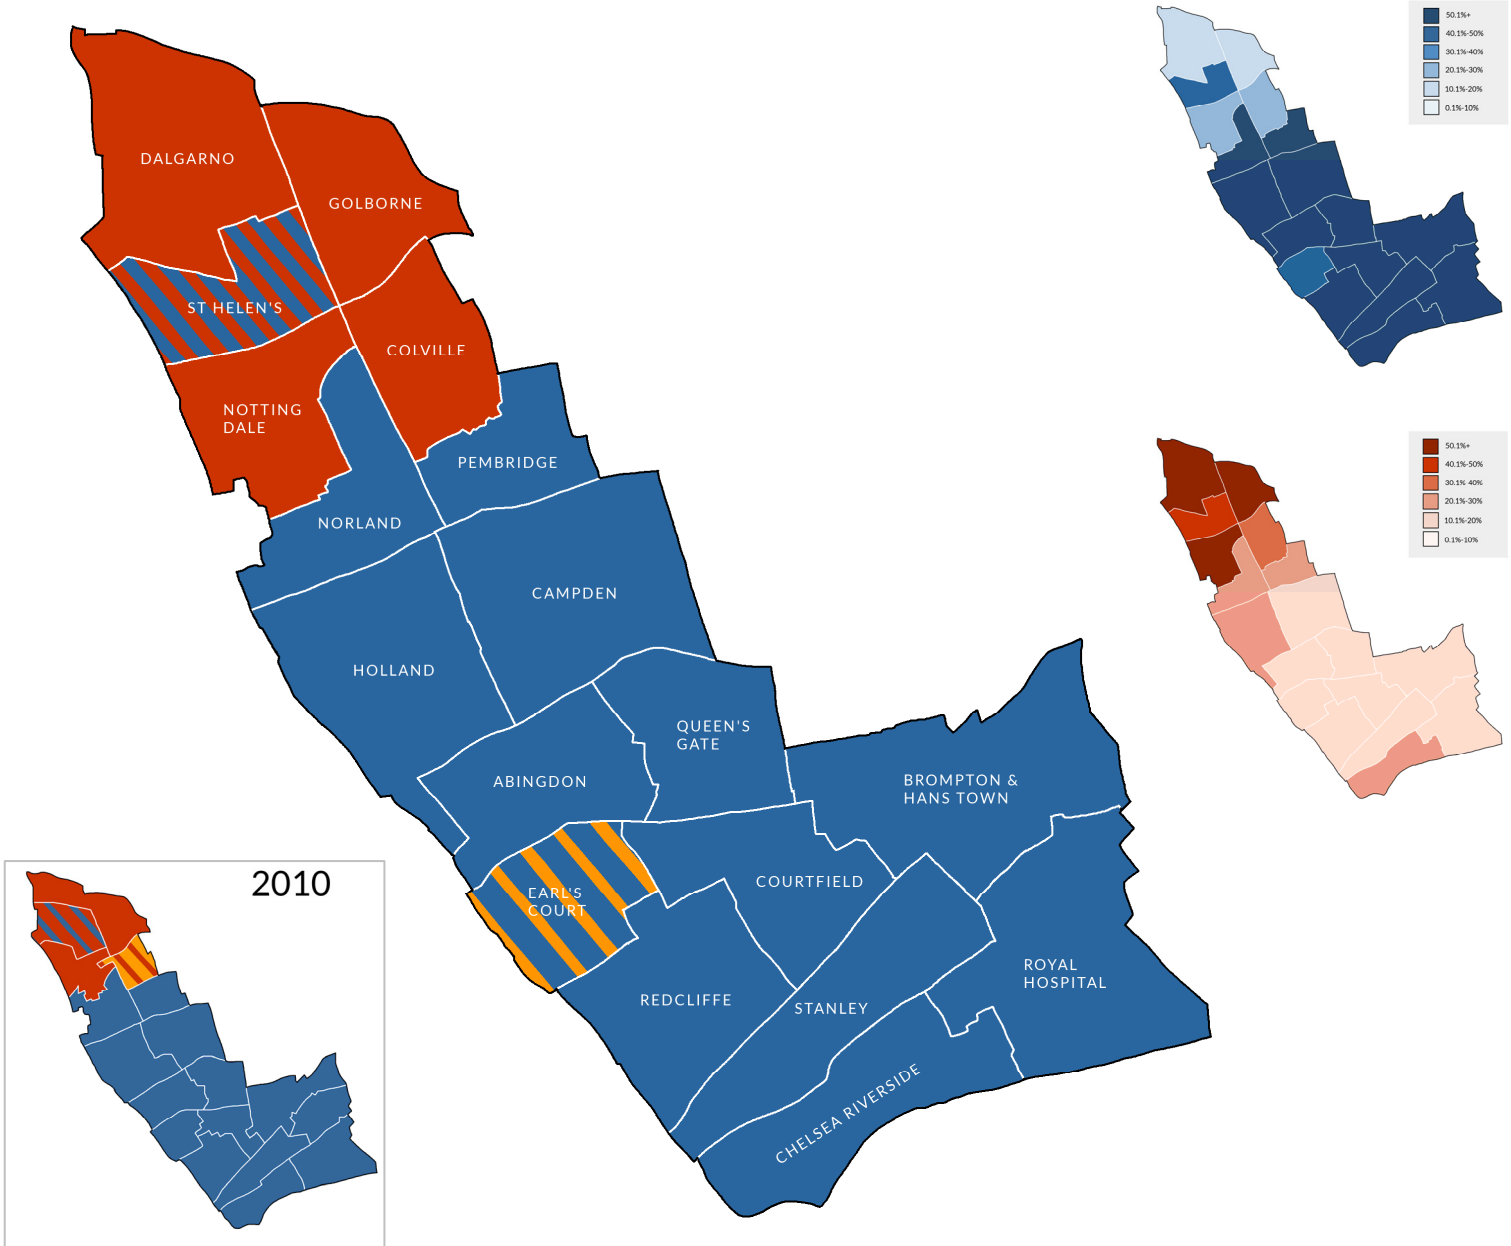 DALGARNO
GOLBORNE
ST HELEN'S
COLVILLE
NOTTING
DALE
PEMBRIDGE
NORLAND
CAMPDEN
HOLLAND
QUEEN'S
GATE
ABINGDON
BROMPTON &
HANS TOWN
EARL'S
COURT
COURTFIELD
REDCLIFFE
STANLEY
ROYAL
HOSPITAL
CHELSEA RIVERSIDE
2010
50.1%+
40.1%-50%
30.1%-40%
20.1%-30%
10.1%-20%
0.1%-10%
50.1%+
40.1%-50%
30.1% 40%
20.1%-30%
10.1%-20%
0.1%-10%